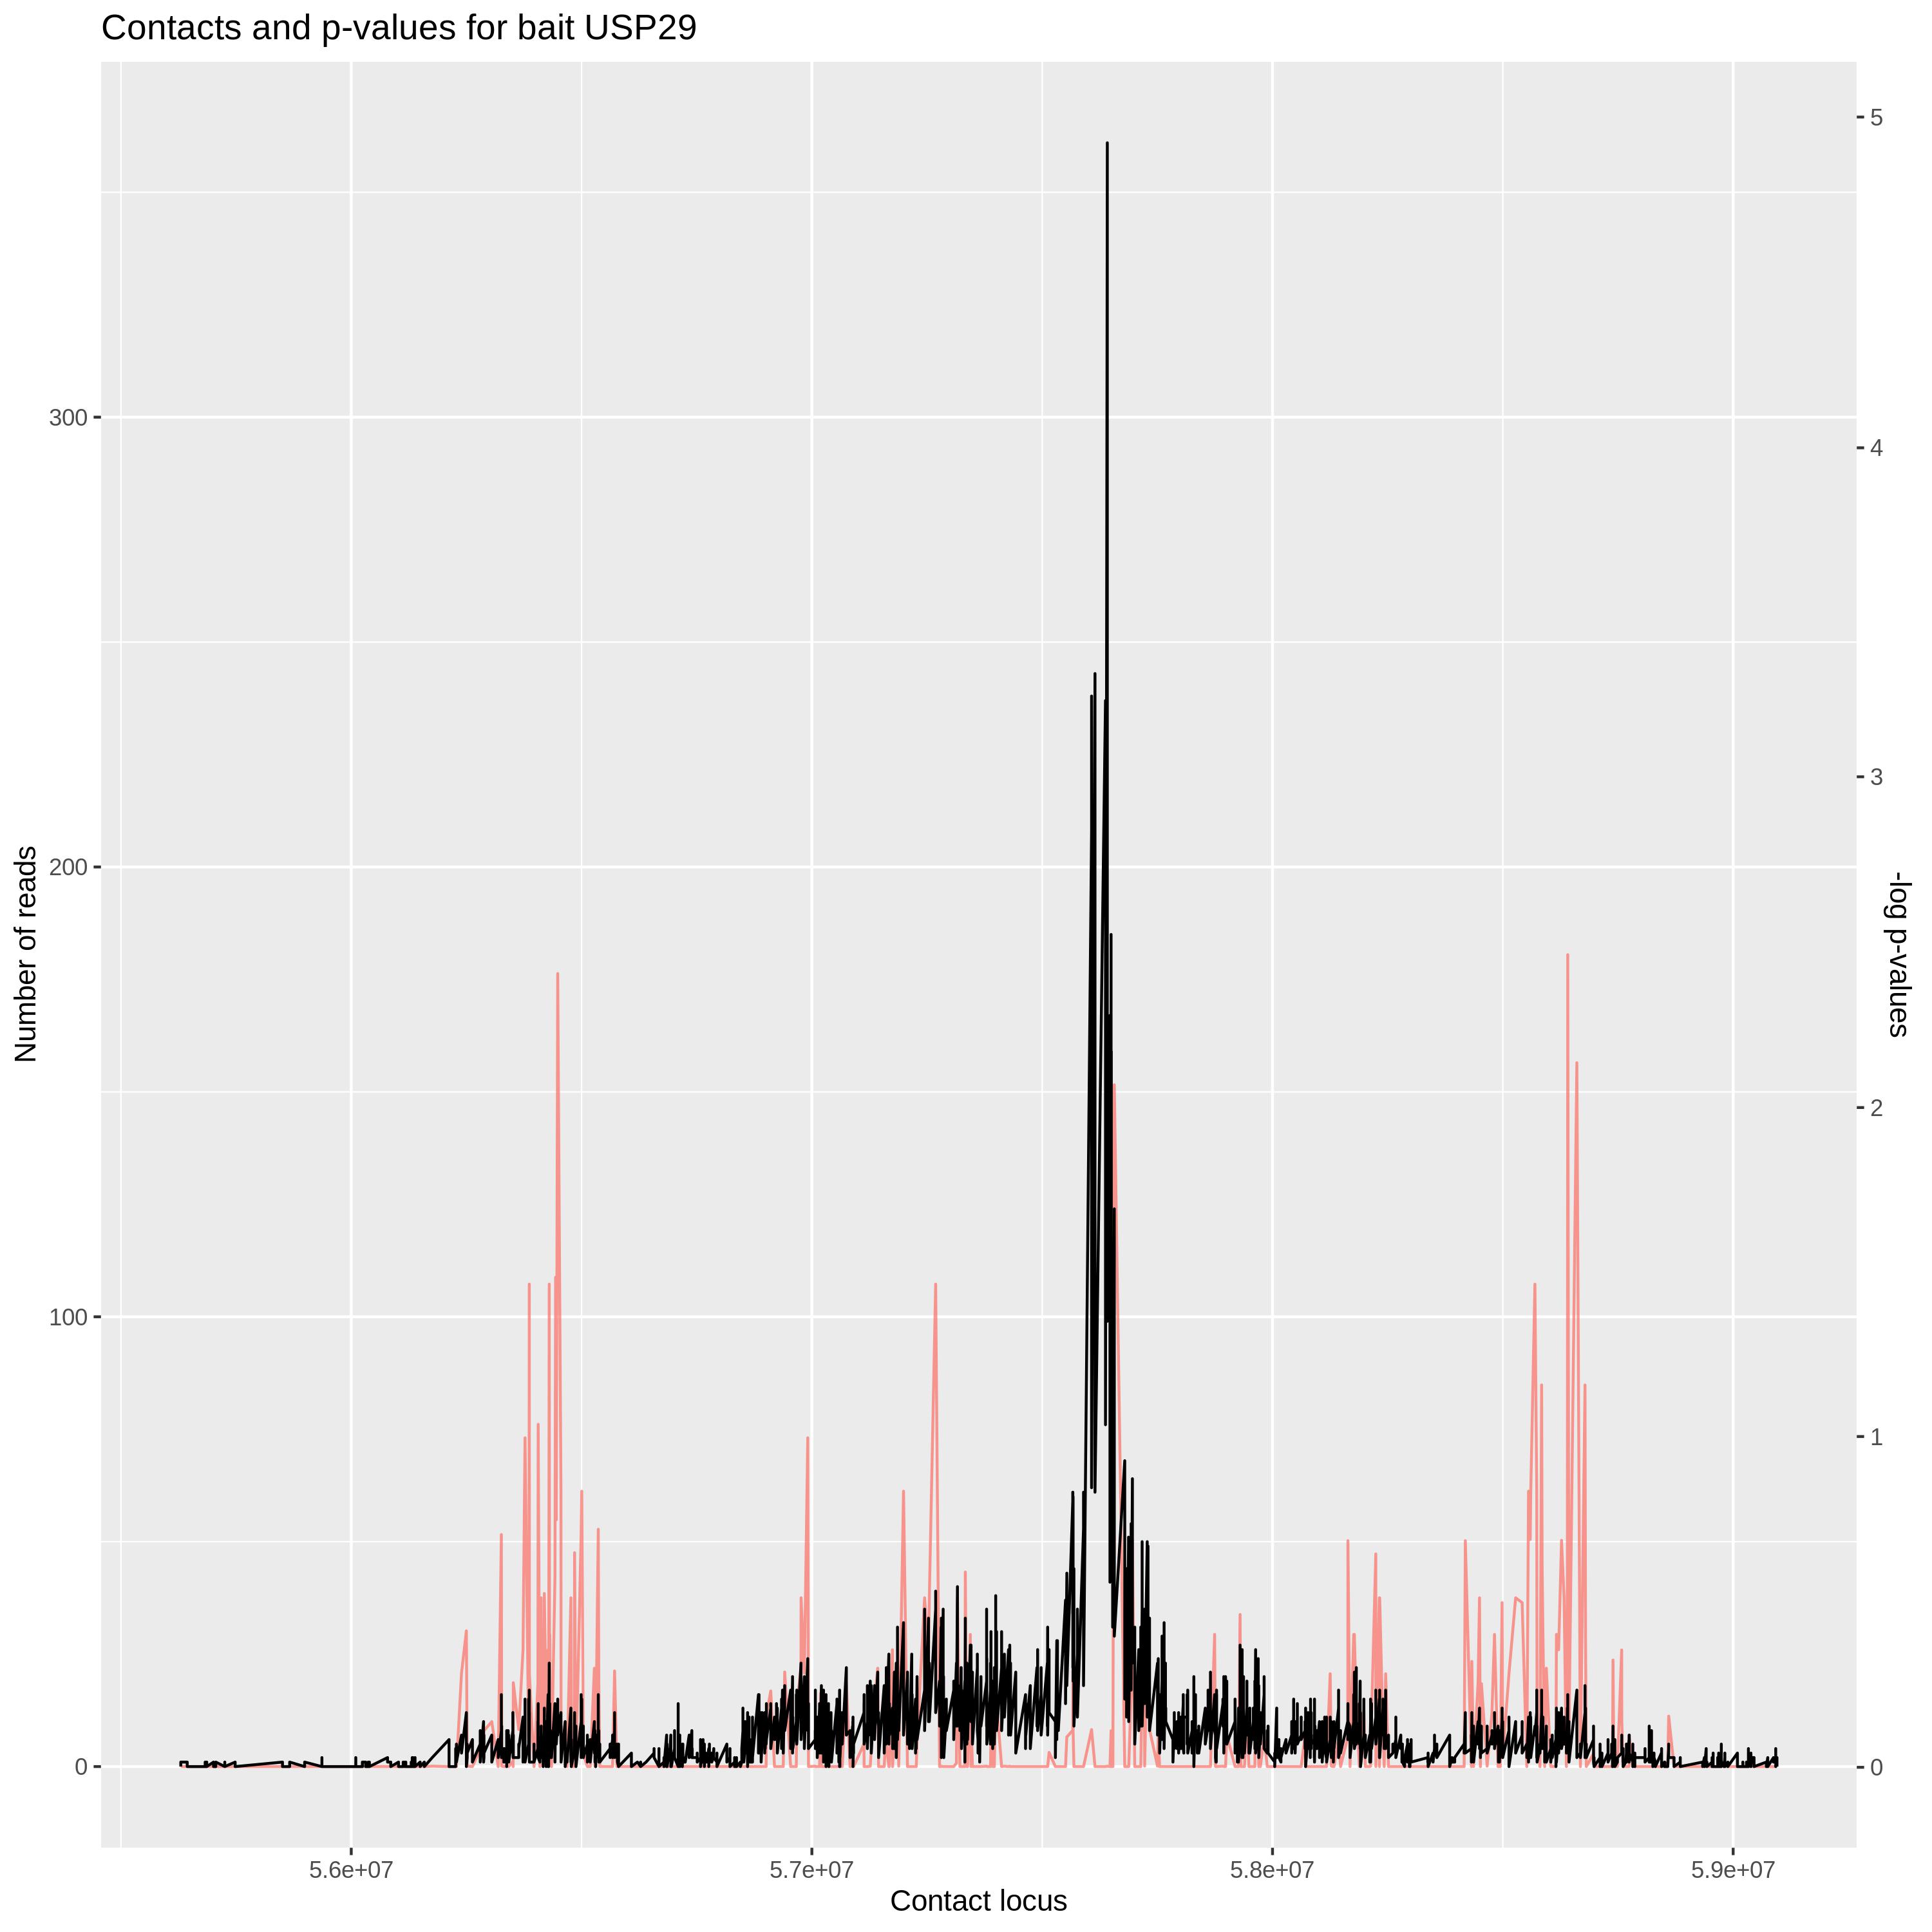 Contacts and p-values for bait USP29
Number of reads
300
200
100
0
5
4
3
2
1
0
-log p-values
5.6e+07
5.7e+07
5.8e+07
5.9e+07
Contact locus